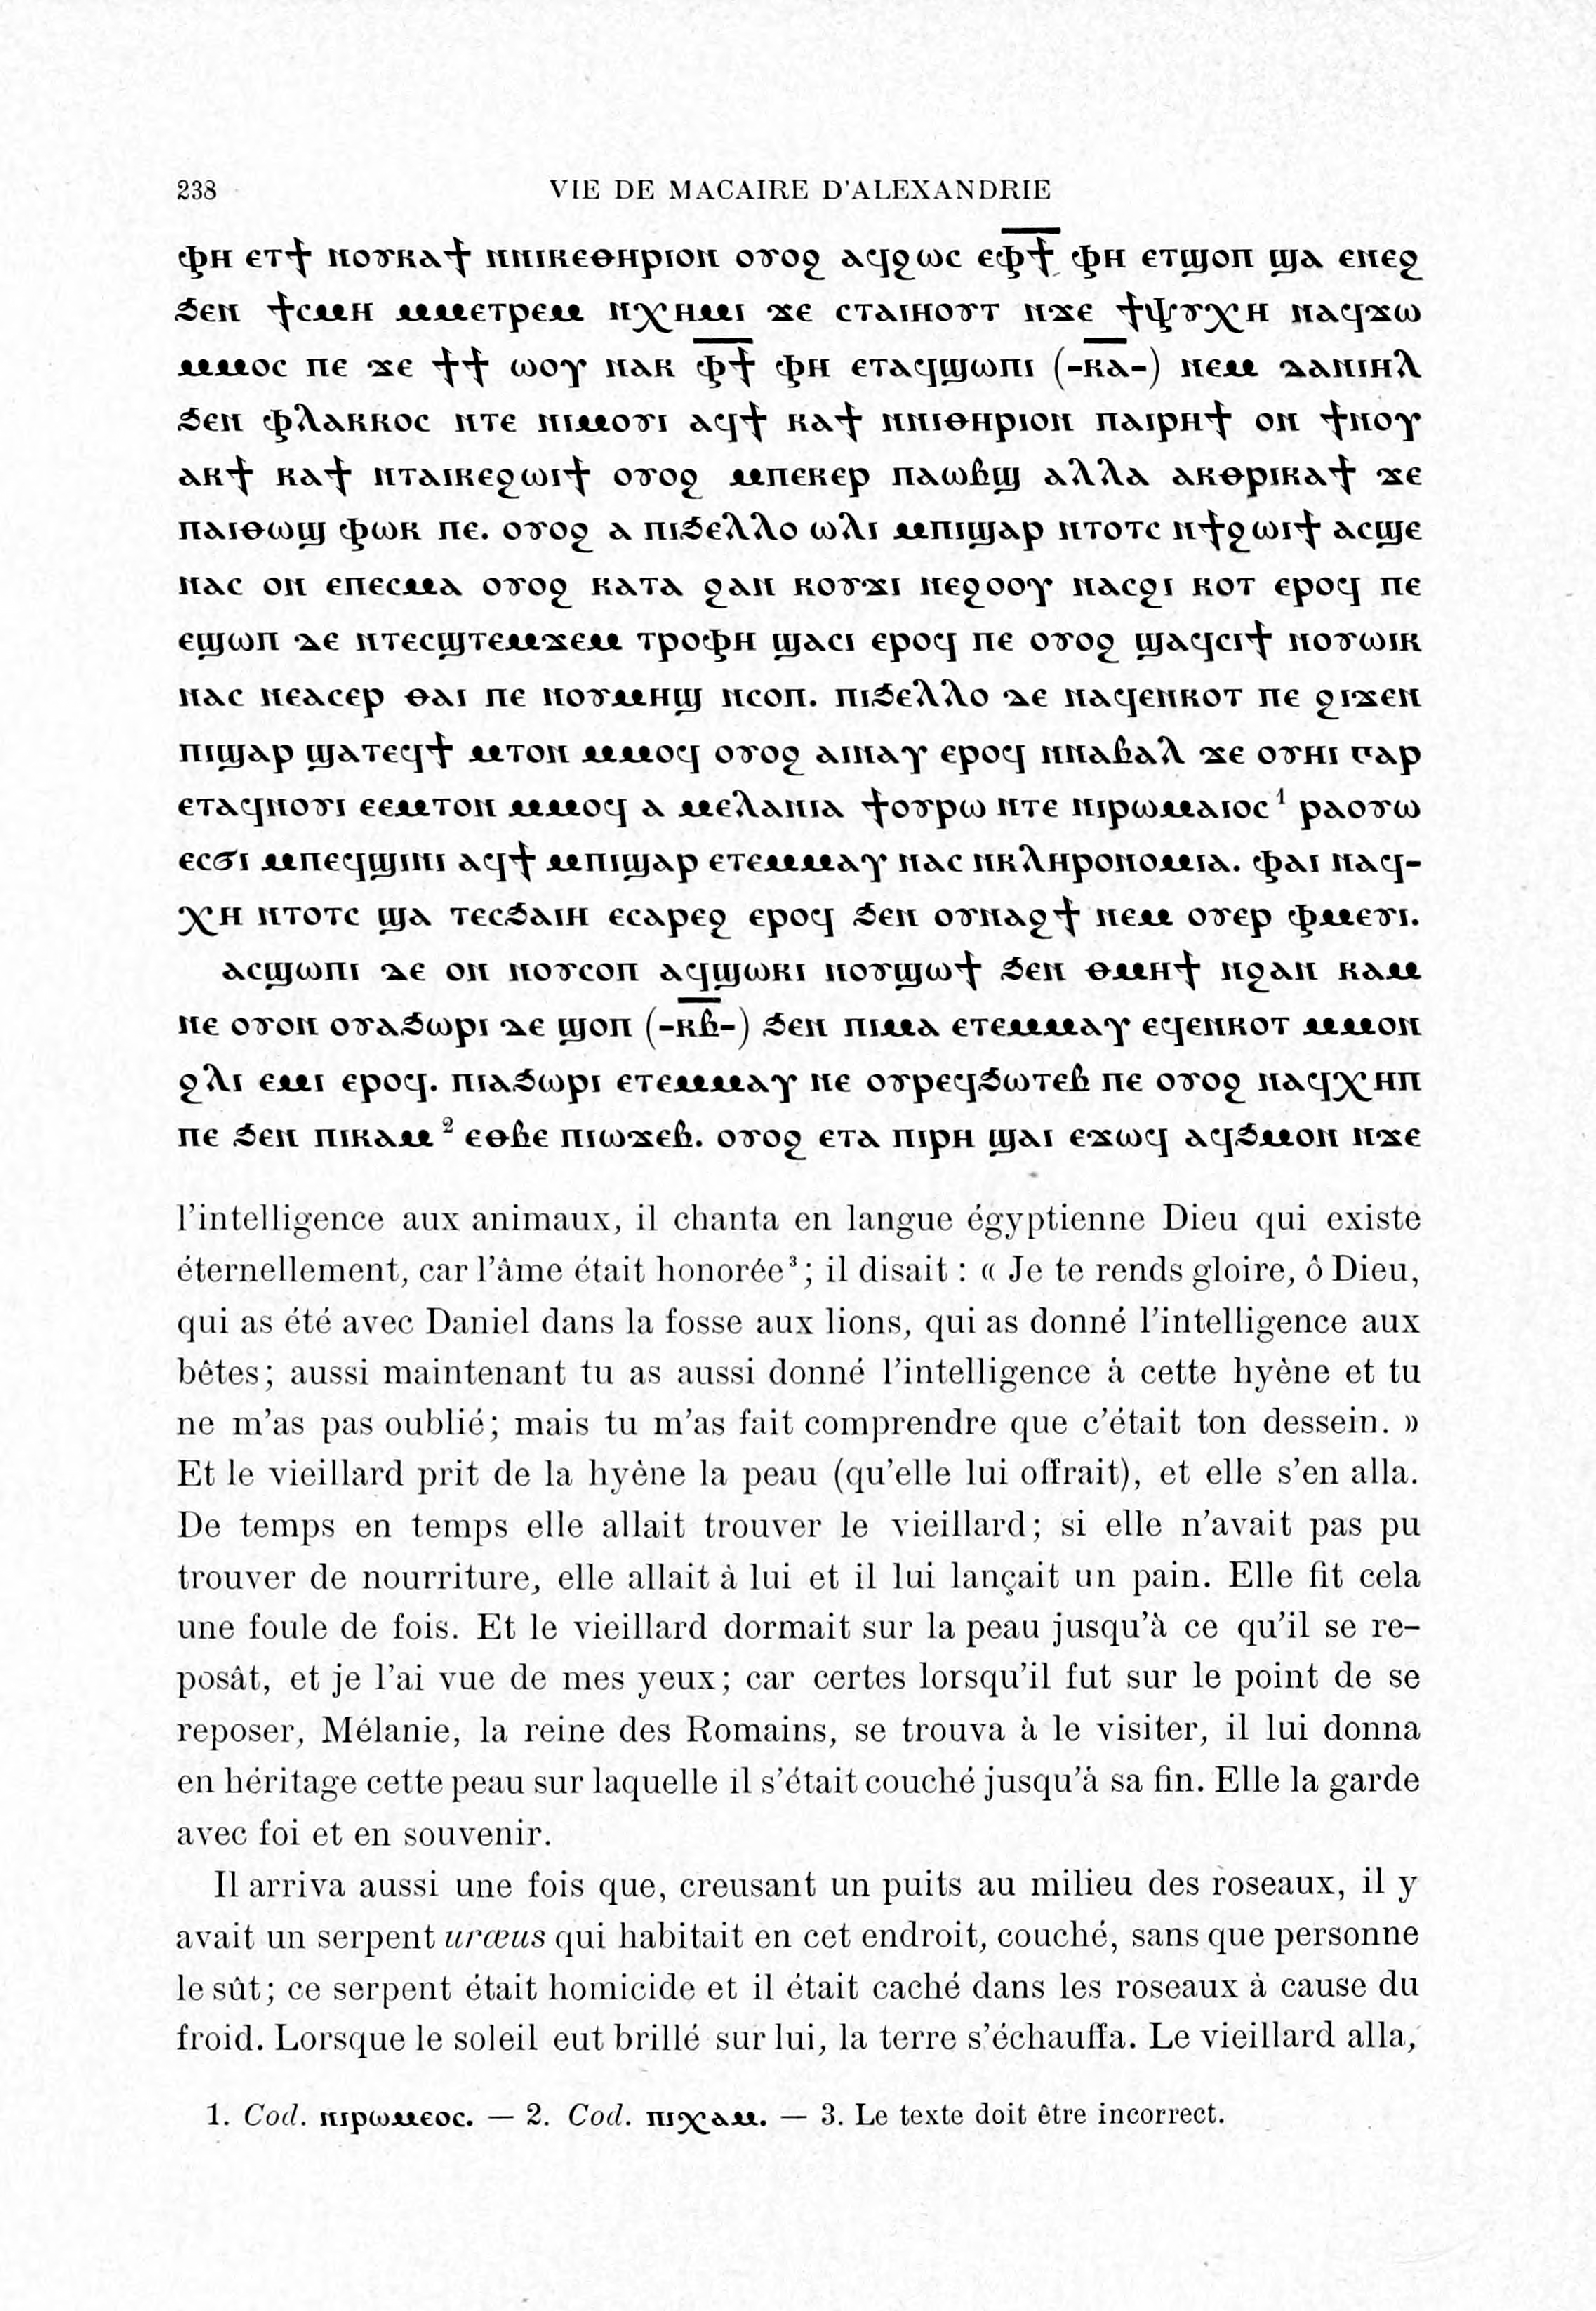 238 VIE DE MACAIRE D'ALEXANDRIE
ⲫⲏ ⲉⲧϯ ⲛⲟⲩⲕⲁϯ ⲛⲛⲓⲕⲉⲑⲏⲣⲓⲟⲛ ⲟⲩⲟϩ ⲁϥϩⲱⲥ ⲉⲫ̅ϯ̅ ⲫⲏ ⲉⲧϣⲟⲡ ϣⲁ ⲉⲛⲉϩ
ϧⲉⲛ ϯⲥⲙⲏ ⲙⲙⲉⲧⲣⲉⲙ ⲛⲭⲏⲙⲓ ϫⲉ ⲥⲧⲁⲓⲏⲟⲩⲧ ⲛϫⲉ ϯⲯⲩⲭⲏ ⲛⲁϥϫⲱ
ⲙⲙⲟⲥ ⲡⲉ ϫⲉ ϯϯ ⲱⲟⲩ ⲛⲁⲕ ⲫ̅ϯ̅ ⲫⲏ ⲉⲧⲁϥϣⲱⲡⲓ (-ⲕ̅ⲁ̅-) ⲛⲉⲙ ⲇⲁⲛⲓⲏⲗ
ϧⲉⲛ ⲫⲗⲁⲕⲕⲟⲥ ⲛⲧⲉ ⲛⲓⲙⲟⲩⲓ ⲁϥϯ ⲕⲁϯ ⲛⲛⲓⲑⲏⲣⲓⲟⲛ ⲡⲁⲓⲣⲏϯ ⲟⲛ ϯⲛⲟⲩ
ⲁⲕϯ ⲕⲁϯ ⲛⲧⲁⲓⲕⲉϩⲱⲓϯ ⲟⲩⲟϩ ⲙⲡⲉⲕⲉⲣ ⲡⲁⲱⲃϣ ⲁⲗⲗⲁ ⲁⲕⲑⲣⲓⲕⲁϯ ϫⲉ
ⲡⲁⲓⲑⲱϣ ⲫⲱⲕ ⲡⲉ. ⲟⲩⲟϩ ⲁ ⲡⲓϧⲉⲗⲗⲟ ⲱⲗⲓ ⲙⲡⲓϣⲁⲣ ⲛⲧⲟⲧⲥ ⲛϯϩⲱⲓϯ ⲁⲥϣⲉ
ⲛⲁⲥ ⲟⲛ ⲉⲡⲉⲥⲙⲁ ⲟⲩⲟϩ ⲕⲁⲧⲁ ϩⲁⲛ ⲕⲟⲩϫⲓ ⲛⲉϩⲟⲟⲩ ⲛⲁⲥϩⲓ ⲕⲟⲧ ⲉⲣⲟϥ ⲡⲉ
ⲉϣⲱⲡ ⲇⲉ ⲛⲧⲉⲥϣⲧⲉⲙϫⲉⲙ ⲧⲣⲟⲫⲏ ϣⲁⲥⲓ ⲉⲣⲟϥ ⲡⲉ ⲟⲩⲟϩ ϣⲁϥⲥⲓϯ ⲛⲟⲩⲱⲓⲕ
ⲛⲁⲥ ⲛⲉⲁⲥⲉⲣ ⲑⲁⲓ ⲡⲉ ⲛⲟⲩⲙⲏϣ ⲛⲥⲟⲡ. ⲡⲓϧⲉⲗⲗⲟ ⲇⲉ ⲛⲁϥⲉⲛⲕⲟⲧ ⲡⲉ ϩⲓϫⲉⲛ
ⲡⲓϣⲁⲣ ϣⲁⲧⲉϥϯ ⲙⲧⲟⲛ ⲙⲙⲟϥ ⲟⲩⲟϩ ⲁⲓⲛⲁⲩ ⲉⲣⲟϥ ⲛⲛⲁⲃⲁⲗ ϫⲉ ⲟⲩⲏⲓ ⲅⲁⲣ
ⲉⲧⲁϥⲛⲟⲩⲓ ⲉⲉⲙⲧⲟⲛ ⲙⲙⲟϥ ⲁ ⲙⲉⲗⲁⲛⲓⲁ ϯⲟⲩⲣⲱ ⲛⲧⲉ ⲛⲓⲣⲱⲙⲁⲓⲟⲥ¹ ⲣⲁⲟⲩⲱ
ⲉⲥϭⲓ ⲙⲡⲉϥϣⲓⲛⲓ ⲁϥϯ ⲙⲡⲓϣⲁⲣ ⲉⲧⲉⲙⲙⲁⲩ ⲛⲁⲥ ⲛⲕⲗⲏⲣⲟⲛⲟⲙⲓⲁ. ⲫⲁⲓ ⲛⲁϥ-
ⲭⲏ ⲛⲧⲟⲧⲥ ϣⲁ ⲧⲉⲥϧⲁⲓⲏ ⲉⲥⲁⲣⲉϩ ⲉⲣⲟϥ ϧⲉⲛ ⲟⲩⲛⲁϩϯ ⲛⲉⲙ ⲟⲩⲉⲣ ⲫⲙⲉⲩⲓ.
ⲁⲥϣⲱⲡⲓ ⲇⲉ ⲟⲛ ⲛⲟⲩⲥⲟⲡ ⲁϥϣⲱⲕⲓ ⲛⲟⲩϣⲱϯ ϧⲉⲛ ⲑⲙⲏϯ ⲛϩⲁⲛ ⲕⲁⲙ
ⲛⲉ ⲟⲩⲟⲛ ⲟⲩⲁϧⲱⲣⲓ ⲇⲉ ϣⲟⲡ (-ⲕ̅ⲃ̅-) ϧⲉⲛ ⲡⲓⲙⲁ ⲉⲧⲉⲙⲙⲁⲩ ⲉϥⲉⲛⲕⲟⲧ ⲙⲙⲟⲛ
ϩⲗⲓ ⲉⲙⲓ ⲉⲣⲟϥ. ⲡⲓⲁϧⲱⲣⲓ ⲉⲧⲉⲙⲙⲁⲩ ⲛⲉ ⲟⲩⲣⲉϥϧⲱⲧⲉⲃ ⲡⲉ ⲟⲩⲟϩ ⲛⲁϥⲭⲏⲡ
ⲡⲉ ϧⲉⲛ ⲡⲓⲕⲁⲙ² ⲉⲑⲃⲉ ⲡⲓⲱϫⲉⲃ. ⲟⲩⲟϩ ⲉⲧⲁ ⲡⲓⲣⲏ ϣⲁⲓ ⲉϫⲱϥ ⲁϥϧⲙⲟⲛ ⲛϫⲉ
l'intelligence aux animaux, il chanta en langue égyptienne Dieu qui existe
éternellement, car l'âme était honorée³; il disait : « Je te rends gloire, ô Dieu,
qui as été avec Daniel dans la fosse aux lions, qui as donné l'intelligence aux
bêtes; aussi maintenant tu as aussi donné l'intelligence à cette hyène et tu
ne m'as pas oublié; mais tu m'as fait comprendre que c'était ton dessein. »
Et le vieillard prit de la hyène la peau (qu'elle lui offrait), et elle s'en alla.
De temps en temps elle allait trouver le vieillard; si elle n'avait pas pu
trouver de nourriture, elle allait à lui et il lui lançait un pain. Elle fit cela
une foule de fois. Et le vieillard dormait sur la peau jusqu'à ce qu'il se re-
posât, et je l'ai vue de mes yeux; car certes lorsqu'il fut sur le point de se
reposer, Mélanie, la reine des Romains, se trouva à le visiter, il lui donna
en héritage cette peau sur laquelle il s'était couché jusqu'à sa fin. Elle la garde
avec foi et en souvenir.
Il arriva aussi une fois que, creusant un puits au milieu des roseaux, il y
avait un serpent uræus qui habitait en cet endroit, couché, sans que personne
le sût; ce serpent était homicide et il était caché dans les roseaux à cause du
froid. Lorsque le soleil eut brillé sur lui, la terre s'échauffa. Le vieillard alla,
1. Cod. ⲛⲓⲣⲱⲙⲉⲟⲥ. — 2. Cod. ⲡⲓⲭⲁⲙ. — 3. Le texte doit être incorrect.